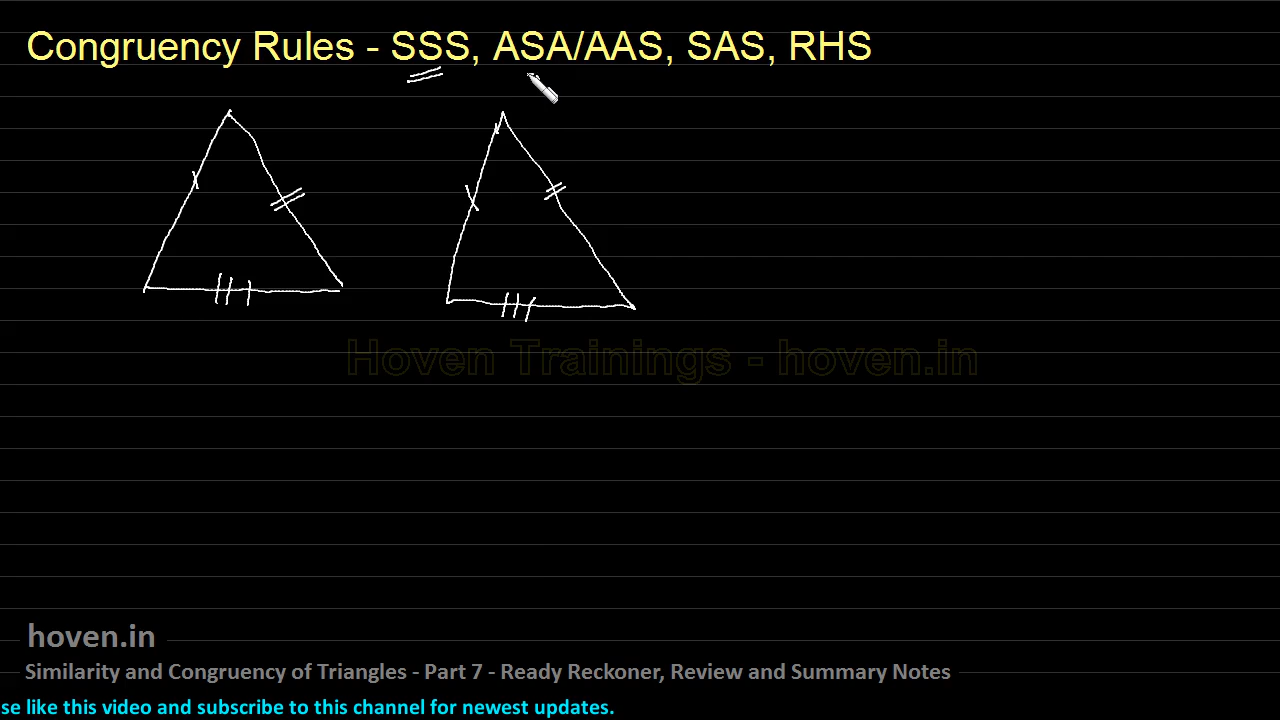 Congruency Rules - SSS, ASA/AAS, SAS, RHS
Hoven Trainings - hoven.in
hoven.in
Similarity and Congruency of Triangles - Part 7 - Ready Reckoner, Review and Summary Notes
se like this video and subscribe to this channel for newest updates.